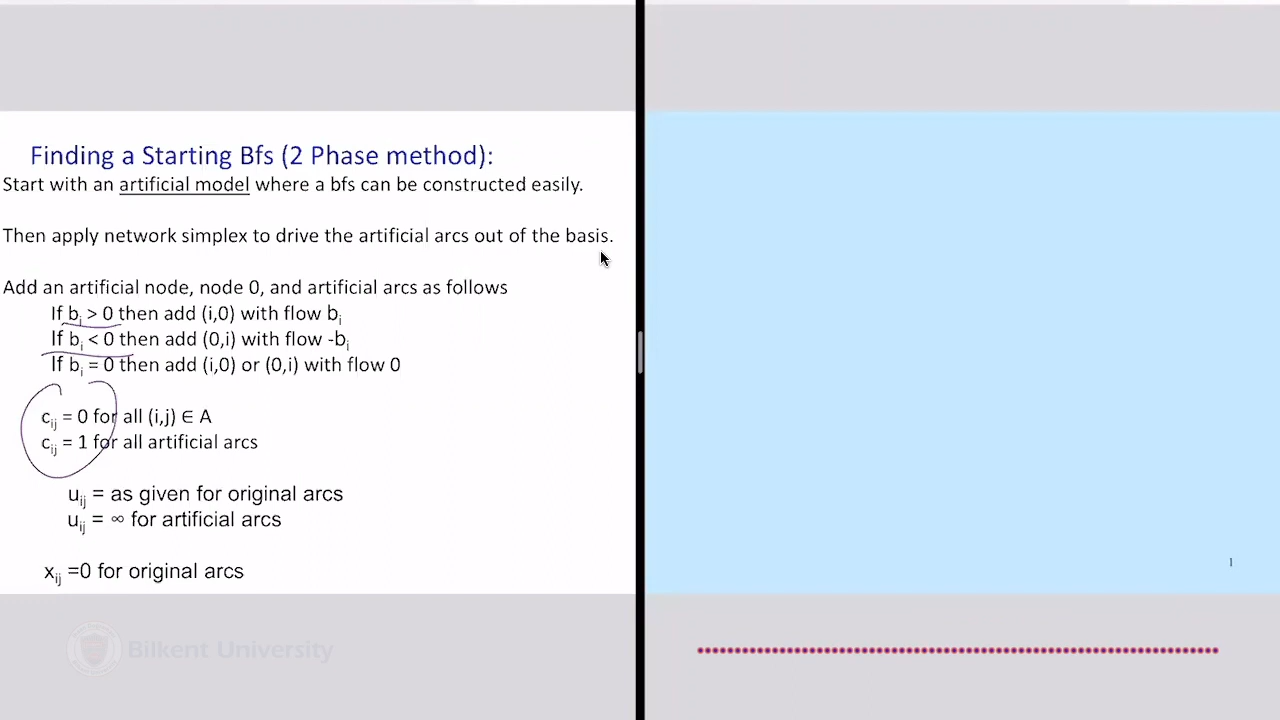 Finding a Starting Bfs (2 Phase method):
Start with an artificial model where a bfs can be constructed easily.
Then apply network simplex to drive the artificial arcs out of the basis.
Add an artificial node, node 0, and artificial arcs as follows
If bi > 0 then add (i,0) with flow bi
If bi < 0 then add (0,i) with flow -bi
If bi = 0 then add (i,0) or (0,i) with flow 0
cij = 0 for all (i,j) ∈ A
cij = 1 for all artificial arcs
uij = as given for original arcs
uij = ∞ for artificial arcs
xij =0 for original arcs
1
Bilkent University